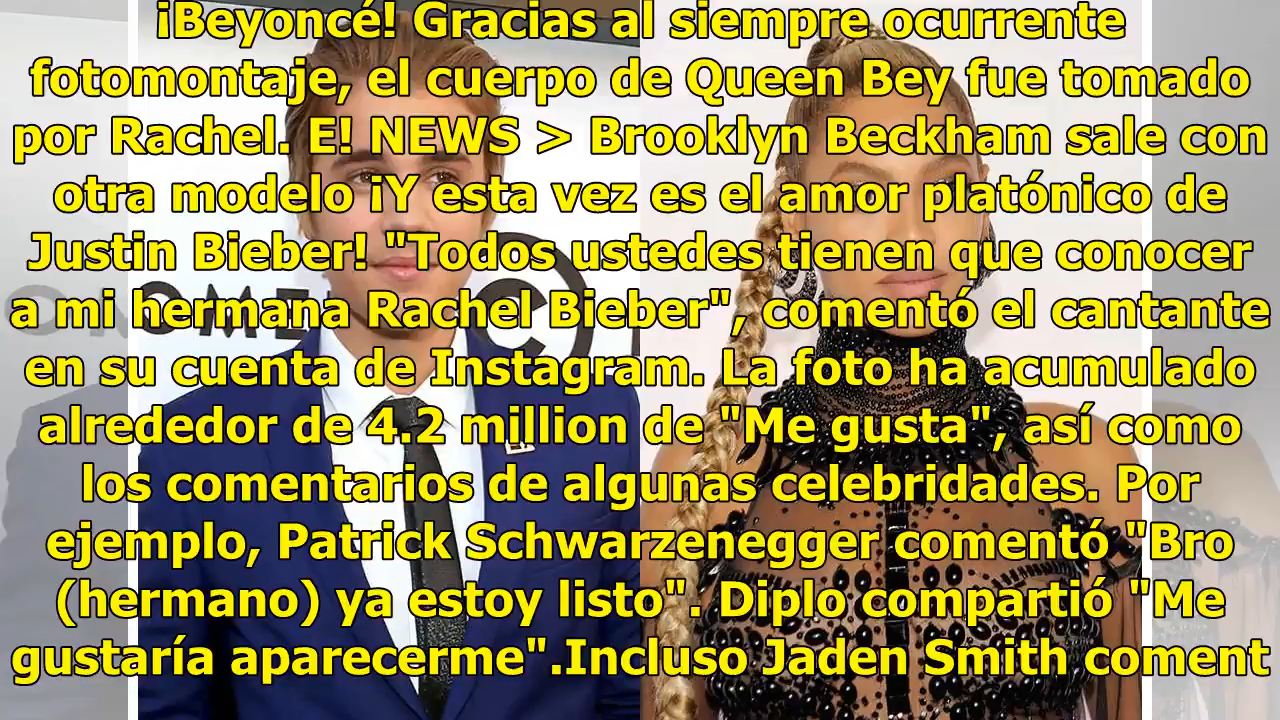 ¡Beyoncé! Gracias al siempre ocurrente
fotomontaje, el cuerpo de Queen Bey fue tomado
por Rachel. E! NEWS > Brooklyn Beckham sale con
otra modelo ¡Y esta vez es el amor platónico de
Justin Bieber! "Todos ustedes tienen que conocer
a mi hermana Rachel Bieber", comentó el cantante
en su cuenta de Instagram. La foto ha acumulado
alrededor de 4.2 million de "Me gusta", así como
los comentarios de algunas celebridades. Por
ejemplo, Patrick Schwarzenegger comentó "Bro
(hermano) ya estoy listo". Diplo compartió "Me
gustaría aparecerme".Incluso Jaden Smith coment